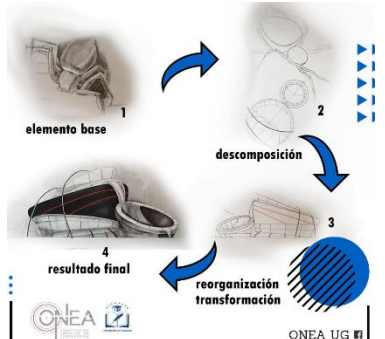 1
elemento base
2
descomposición
3
reorganización
transformación
4
resultado final
ONEA
ONEA UG